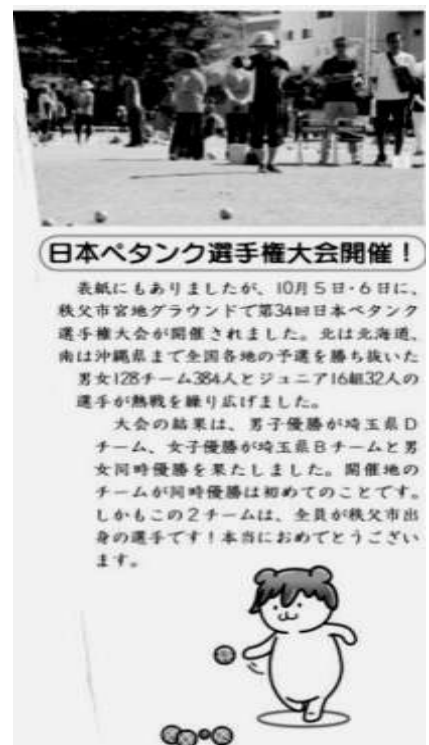 日本ペタンク選手権大会開催！
表紙にもありましたが、10月5日・6日に、
秩父市宮地グラウンドで第34回日本ペタンク
選手権大会が開催されました。北は北海道、
南は沖縄県まで全国各地の予選を勝ち抜いた
男女128チーム384人とジュニア16組32人の
選手が熱戦を繰り広げました。
大会の結果は、男子優勝が埼玉県D
チーム、女子優勝が埼玉県Bチームと男
女同時優勝を果たしました。開催地の
チームが同時優勝は初めてのことです。
しかもこの2チームは、全員が秩父市出
身の選手です！本当におめでとうござい
ます。